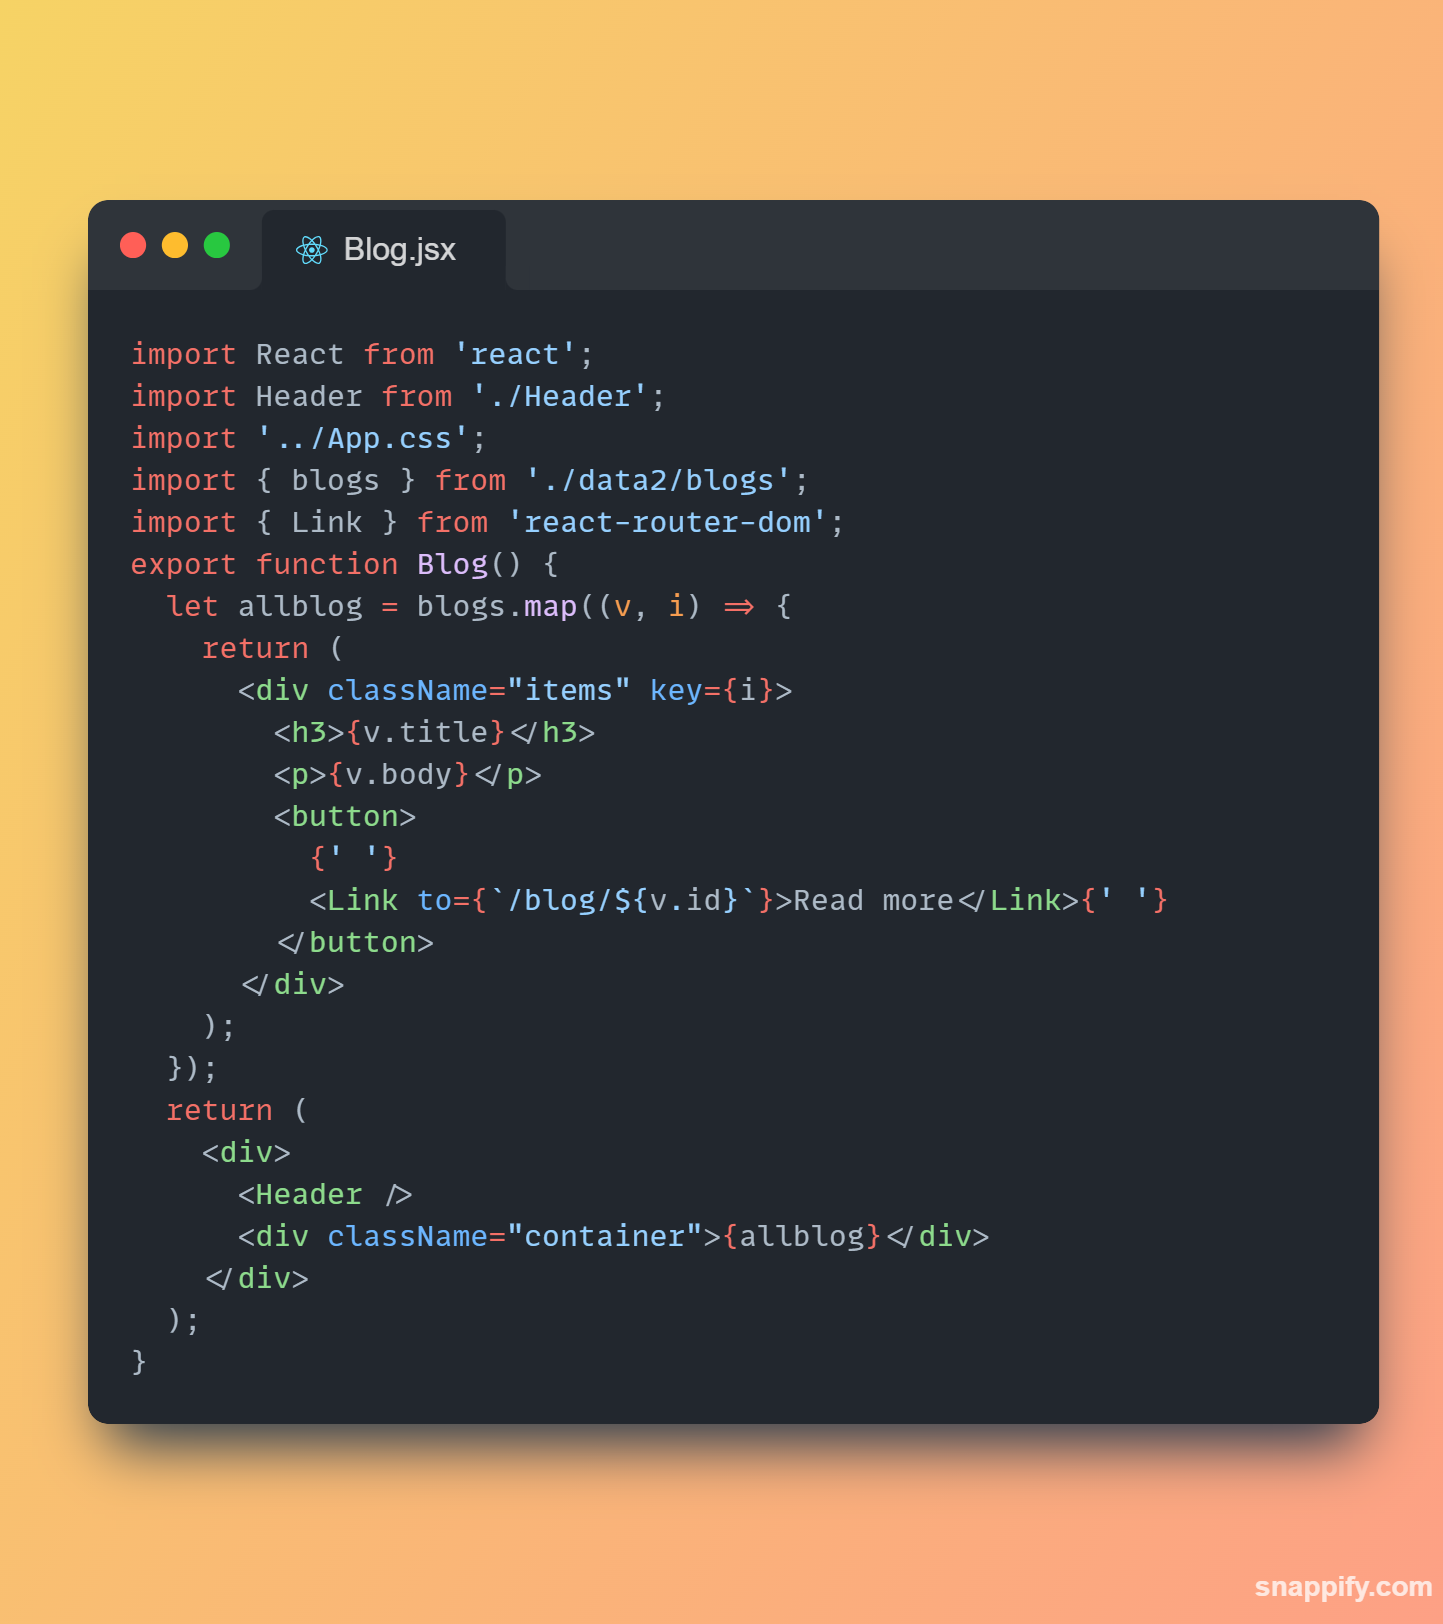 Blog.jsx
import React from 'react';
import Header from './Header';
import '../App.css';
import { blogs } from './data2/blogs';
import { Link } from 'react-router-dom';
export function Blog() {
  let allblog = blogs.map((v, i) => {
    return (
      <div className="items" key={i}>
        <h3>{v.title}</h3>
        <p>{v.body}</p>
        <button>
          {' '}
          <Link to={`/blog/${v.id}`}>Read more</Link>{' '}
        </button>
      </div>
    );
  });
  return (
    <div>
      <Header />
      <div className="container">{allblog}</div>
    </div>
  );
}
snappify.com